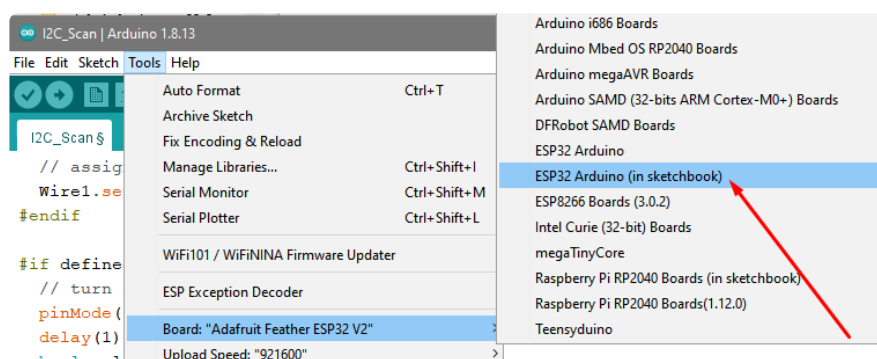 I2C_Scan | Arduino 1.8.13
File Edit Sketch Tools Help
I2C_Scan §
// assig
Wire1.se
#endif
#if define
// turn
pinMode(
delay(1)
Auto Format Ctrl+T
Archive Sketch
Fix Encoding & Reload
Manage Libraries... Ctrl+Shift+I
Serial Monitor Ctrl+Shift+M
Serial Plotter Ctrl+Shift+L
WiFi101 / WiFiNINA Firmware Updater
ESP Exception Decoder
Board: "Adafruit Feather ESP32 V2"
Upload Speed: "921600"
Arduino i686 Boards
Arduino Mbed OS RP2040 Boards
Arduino megaAVR Boards
Arduino SAMD (32-bits ARM Cortex-M0+) Boards
DFRobot SAMD Boards
ESP32 Arduino
ESP32 Arduino (in sketchbook)
ESP8266 Boards (3.0.2)
Intel Curie (32-bit) Boards
megaTinyCore
Raspberry Pi RP2040 Boards (in sketchbook)
Raspberry Pi RP2040 Boards(1.12.0)
Teensyduino